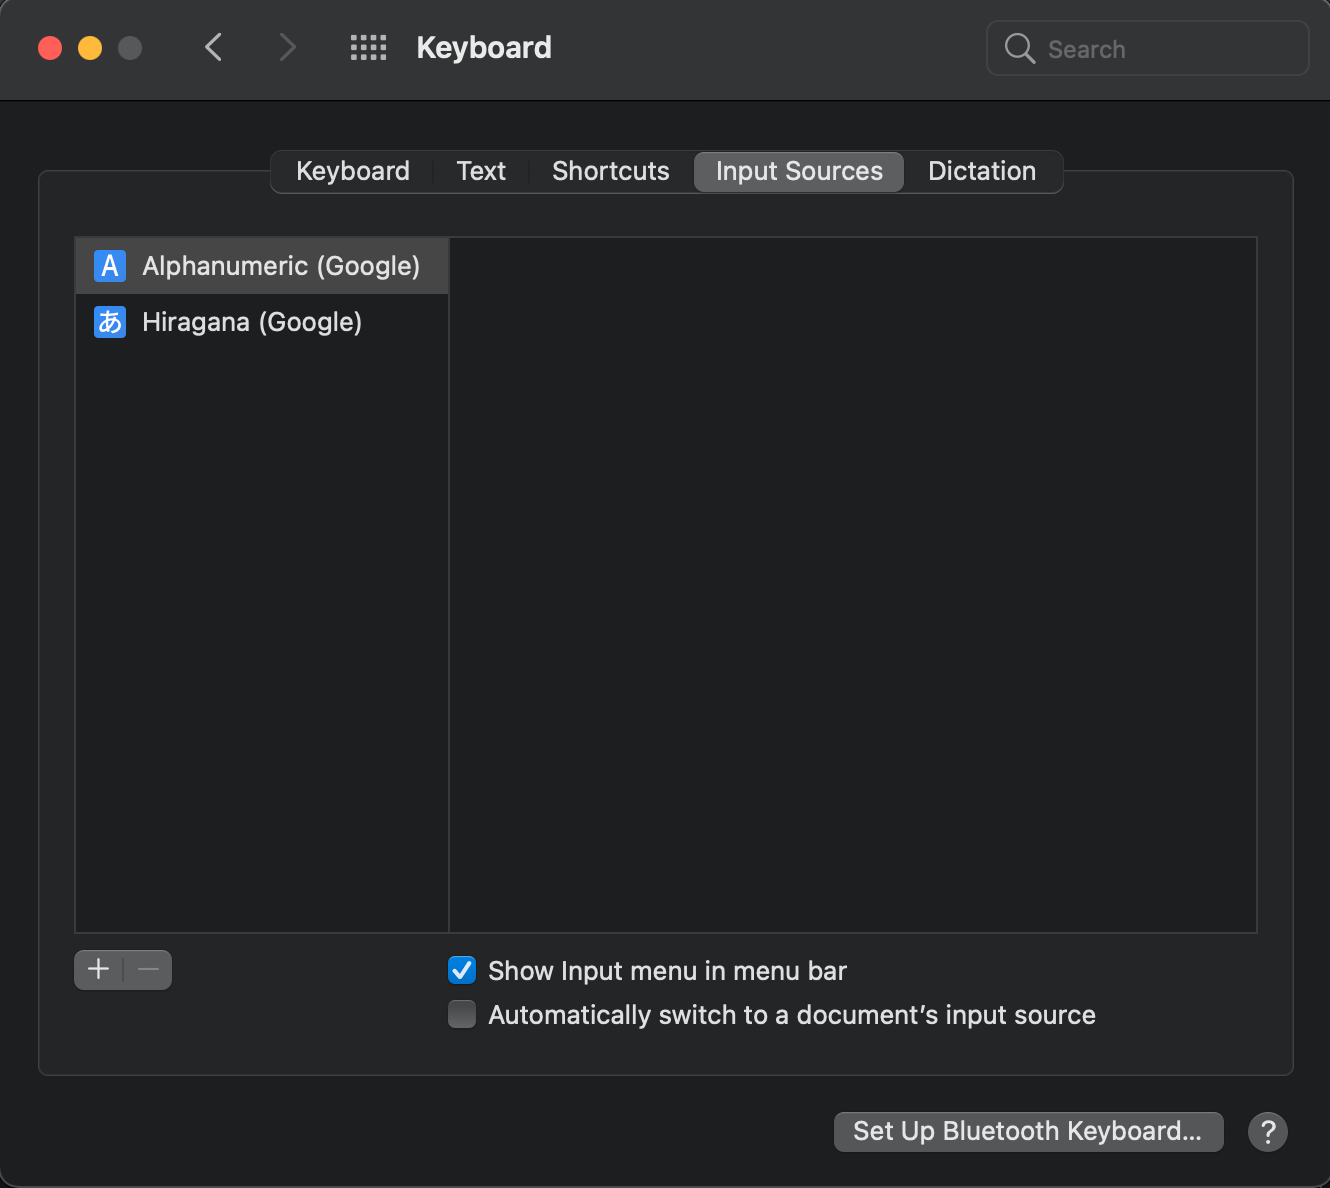 Keyboard
Search
Keyboard Text Shortcuts Input Sources Dictation
A Alphanumeric (Google)
あ Hiragana (Google)
Show Input menu in menu bar
Automatically switch to a document’s input source
Set Up Bluetooth Keyboard... ?